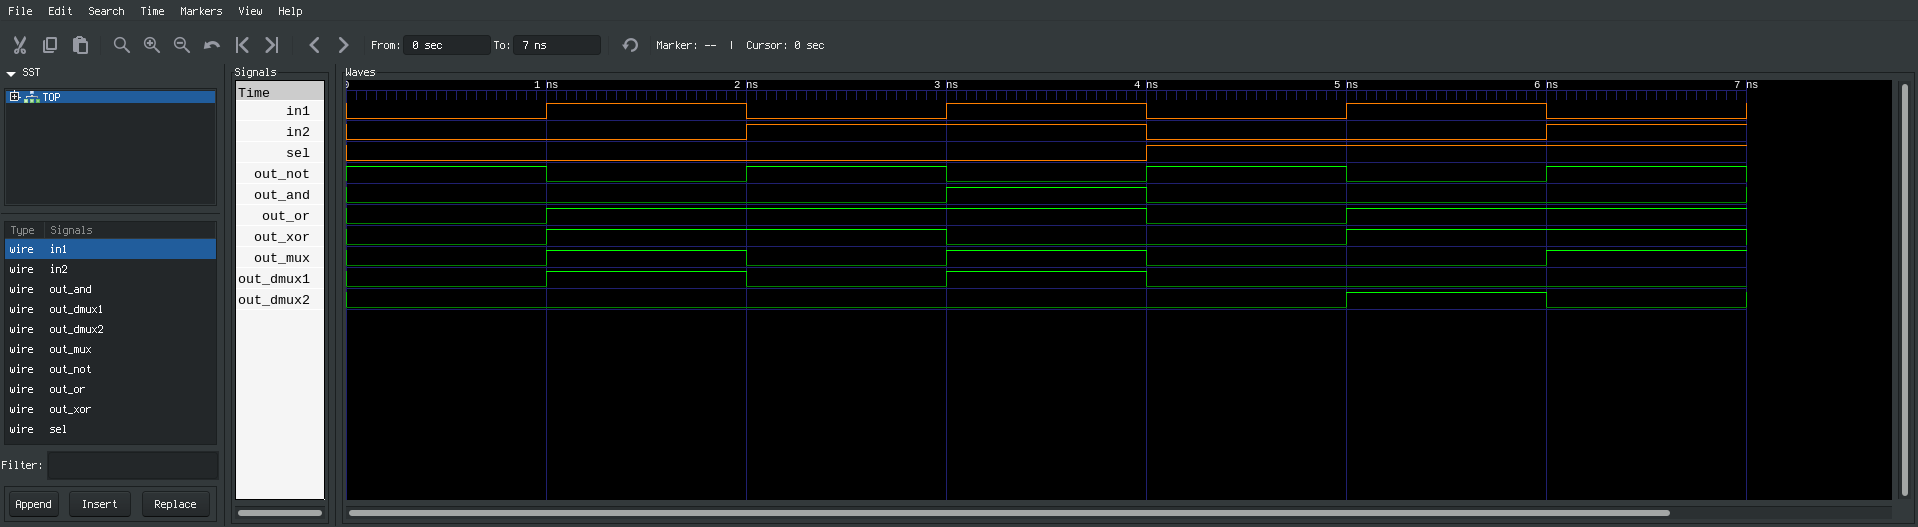 File Edit Search Time Markers View Help
From: 0 sec To: 7 ns Marker: -- | Cursor: 0 sec
SST
TOP
Type Signals
wire in1
wire in2
wire out_and
wire out_dmux1
wire out_dmux2
wire out_mux
wire out_not
wire out_or
wire out_xor
wire sel
Filter:
Append Insert Replace
Signals
Time
in1
in2
sel
out_not
out_and
out_or
out_xor
out_mux
out_dmux1
out_dmux2
Waves
0 1 ns 2 ns 3 ns 4 ns 5 ns 6 ns 7 ns